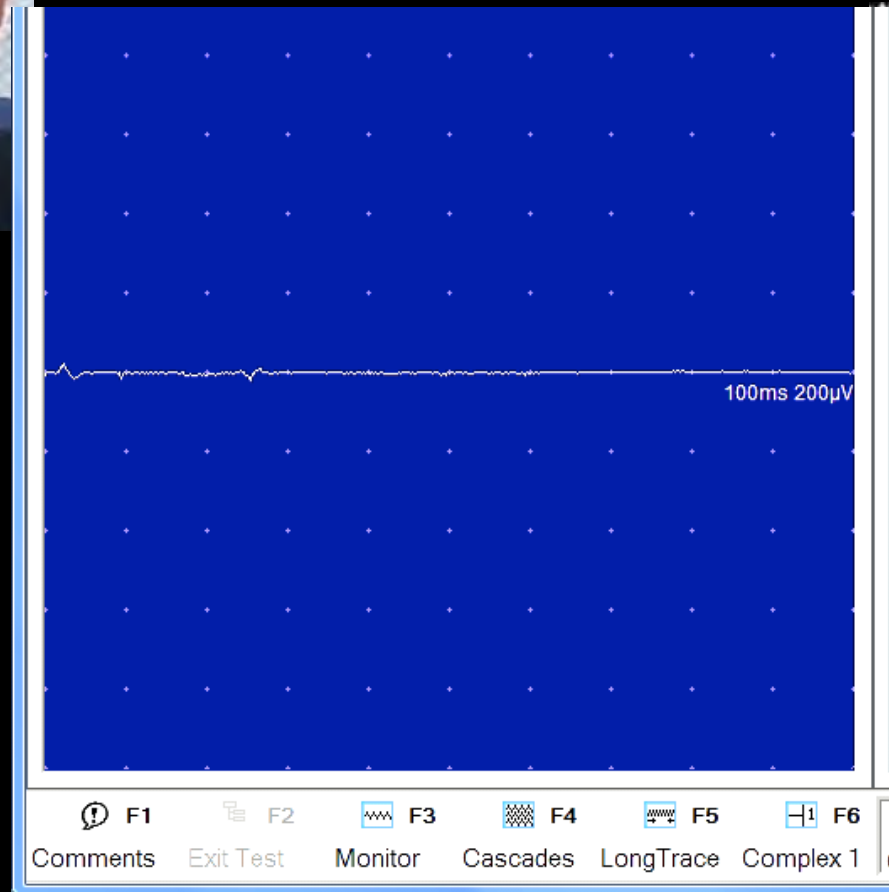 100ms 200µV
F1 F2 F3 F4 F5 F6
Comments Exit Test Monitor Cascades LongTrace Complex 1